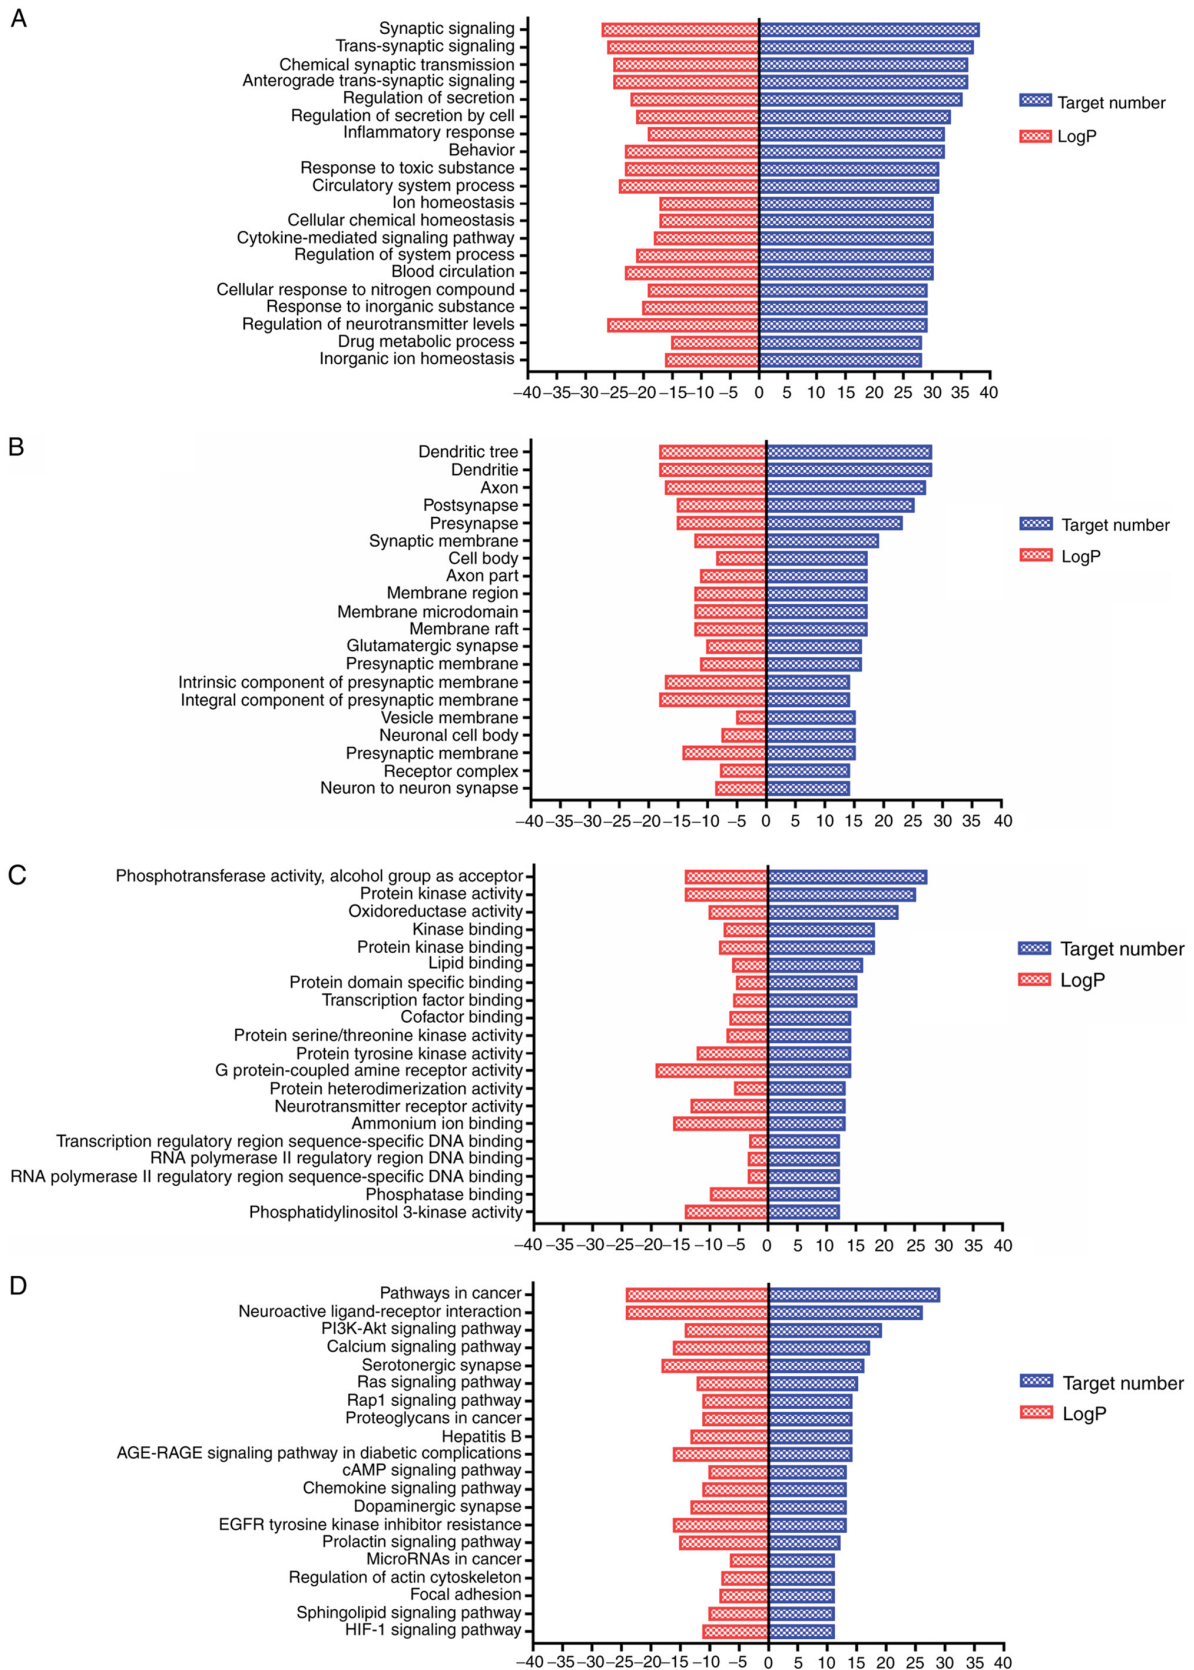 A
Synaptic signaling
Trans-synaptic signaling
Chemical synaptic transmission
Anterograde trans-synaptic signaling
Regulation of secretion
Regulation of secretion by cell
Inflammatory response
Behavior
Response to toxic substance
Circulatory system process
Ion homeostasis
Cellular chemical homeostasis
Cytokine-mediated signaling pathway
Regulation of system process
Blood circulation
Cellular response to nitrogen compound
Response to inorganic substance
Regulation of neurotransmitter levels
Drug metabolic process
Inorganic ion homeostasis
Target number
LogP
–40 –35 –30 –25 –20 –15 –10 –5 0 5 10 15 20 25 30 35 40
B
Dendritic tree
Dendritie
Axon
Postsynapse
Presynapse
Synaptic membrane
Cell body
Axon part
Membrane region
Membrane microdomain
Membrane raft
Glutamatergic synapse
Presynaptic membrane
Intrinsic component of presynaptic membrane
Integral component of presynaptic membrane
Vesicle membrane
Neuronal cell body
Presynaptic membrane
Receptor complex
Neuron to neuron synapse
Target number
LogP
–40 –35 –30 –25 –20 –15 –10 –5 0 5 10 15 20 25 30 35 40
C
Phosphotransferase activity, alcohol group as acceptor
Protein kinase activity
Oxidoreductase activity
Kinase binding
Protein kinase binding
Lipid binding
Protein domain specific binding
Transcription factor binding
Cofactor binding
Protein serine/threonine kinase activity
Protein tyrosine kinase activity
G protein-coupled amine receptor activity
Protein heterodimerization activity
Neurotransmitter receptor activity
Ammonium ion binding
Transcription regulatory region sequence-specific DNA binding
RNA polymerase II regulatory region DNA binding
RNA polymerase II regulatory region sequence-specific DNA binding
Phosphatase binding
Phosphatidylinositol 3-kinase activity
Target number
LogP
–40 –35 –30 –25 –20 –15 –10 –5 0 5 10 15 20 25 30 35 40
D
Pathways in cancer
Neuroactive ligand-receptor interaction
PI3K-Akt signaling pathway
Calcium signaling pathway
Serotonergic synapse
Ras signaling pathway
Rap1 signaling pathway
Proteoglycans in cancer
Hepatitis B
AGE-RAGE signaling pathway in diabetic complications
cAMP signaling pathway
Chemokine signaling pathway
Dopaminergic synapse
EGFR tyrosine kinase inhibitor resistance
Prolactin signaling pathway
MicroRNAs in cancer
Regulation of actin cytoskeleton
Focal adhesion
Sphingolipid signaling pathway
HIF-1 signaling pathway
Target number
LogP
–40 –35 –30 –25 –20 –15 –10 –5 0 5 10 15 20 25 30 35 40